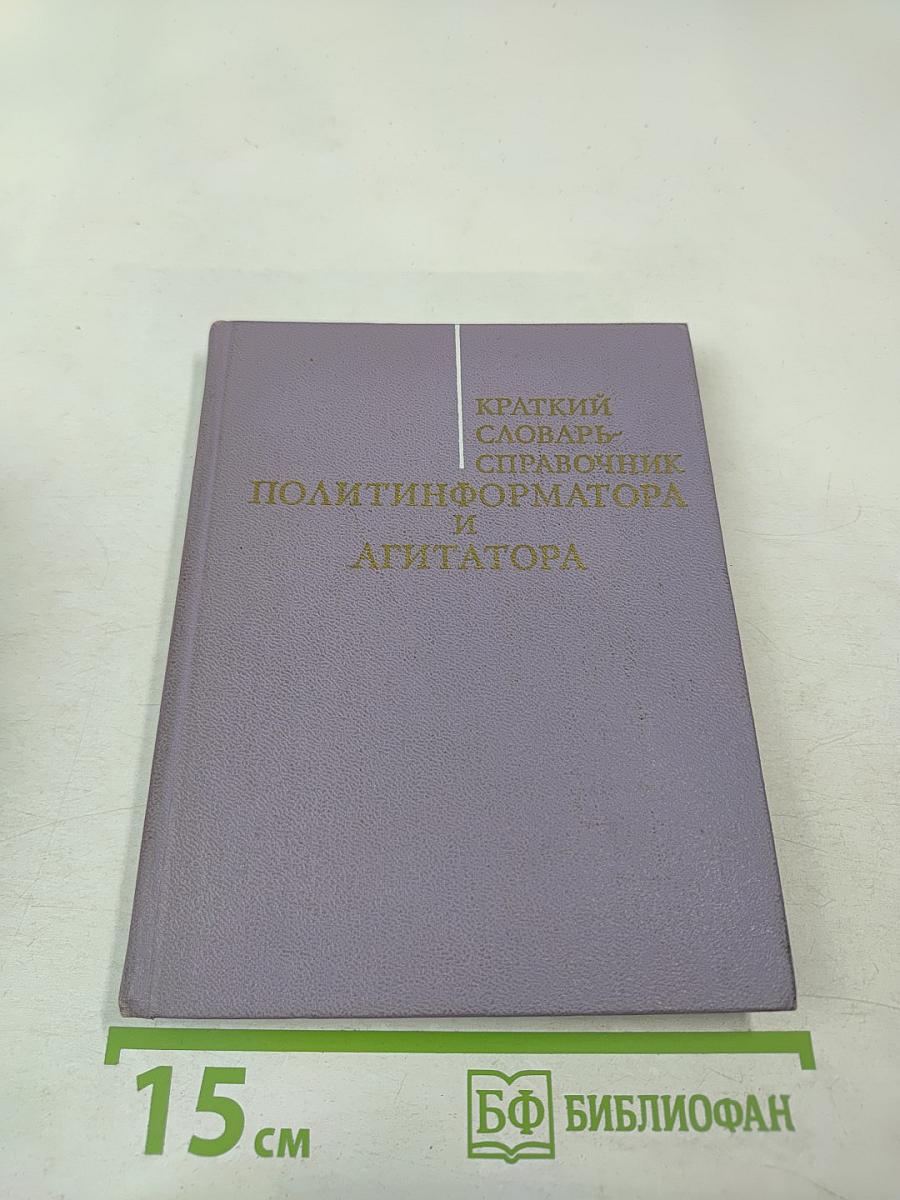 КРАТКИЙ
СЛОВАРЬ-
СПРАВОЧНИК
ПОЛИТИНФОРМАТОРА
И
АГИТАТОРА
15 см
БФ БИБЛИОФАН